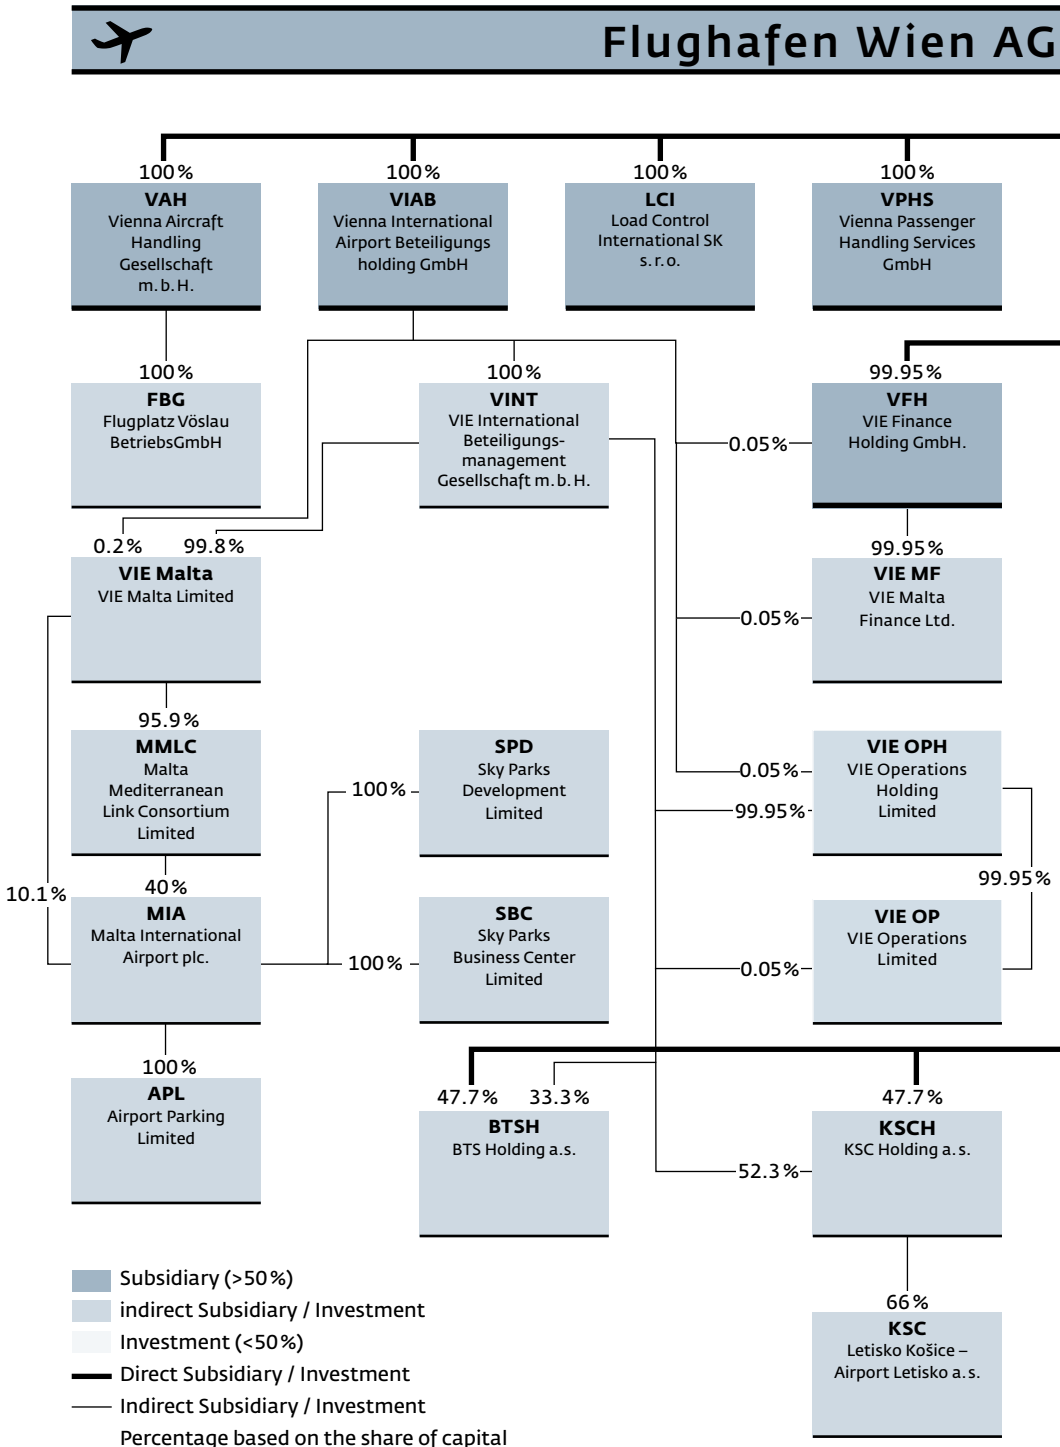 Flughafen Wien AG
100%
100%
100%
100%
VAH
Vienna Aircraft
Handling
Gesellschaft
m.b.H.
VIAB
Vienna International
Airport Beteiligungs
holding GmbH
LCI
Load Control
International SK
s.r.o.
VPHS
Vienna Passenger
Handling Services
GmbH
100%
FBG
Flugplatz Vöslau
BetriebsGmbH
100%
VINT
VIE International
Beteiligungs-
management
Gesellschaft m.b.H.
99.95%
VFH
VIE Finance
Holding GmbH.
0.05%
0.2%
99.8%
VIE Malta
VIE Malta Limited
99.95%
VIE MF
VIE Malta
Finance Ltd.
0.05%
95.9%
MMLC
Malta
Mediterranean
Link Consortium
Limited
100%
SPD
Sky Parks
Development
Limited
0.05%
99.95%
VIE OPH
VIE Operations
Holding
Limited
99.95%
10.1%
40%
MIA
Malta International
Airport plc.
100%
SBC
Sky Parks
Business Center
Limited
0.05%
VIE OP
VIE Operations
Limited
100%
APL
Airport Parking
Limited
47.7%
33.3%
BTSH
BTS Holding a.s.
47.7%
KSCH
KSC Holding a.s.
52.3%
66%
KSC
Letisko Košice –
Airport Letisko a.s.
Subsidiary (>50%)
indirect Subsidiary / Investment
Investment (<50%)
Direct Subsidiary / Investment
Indirect Subsidiary / Investment
Percentage based on the share of capital